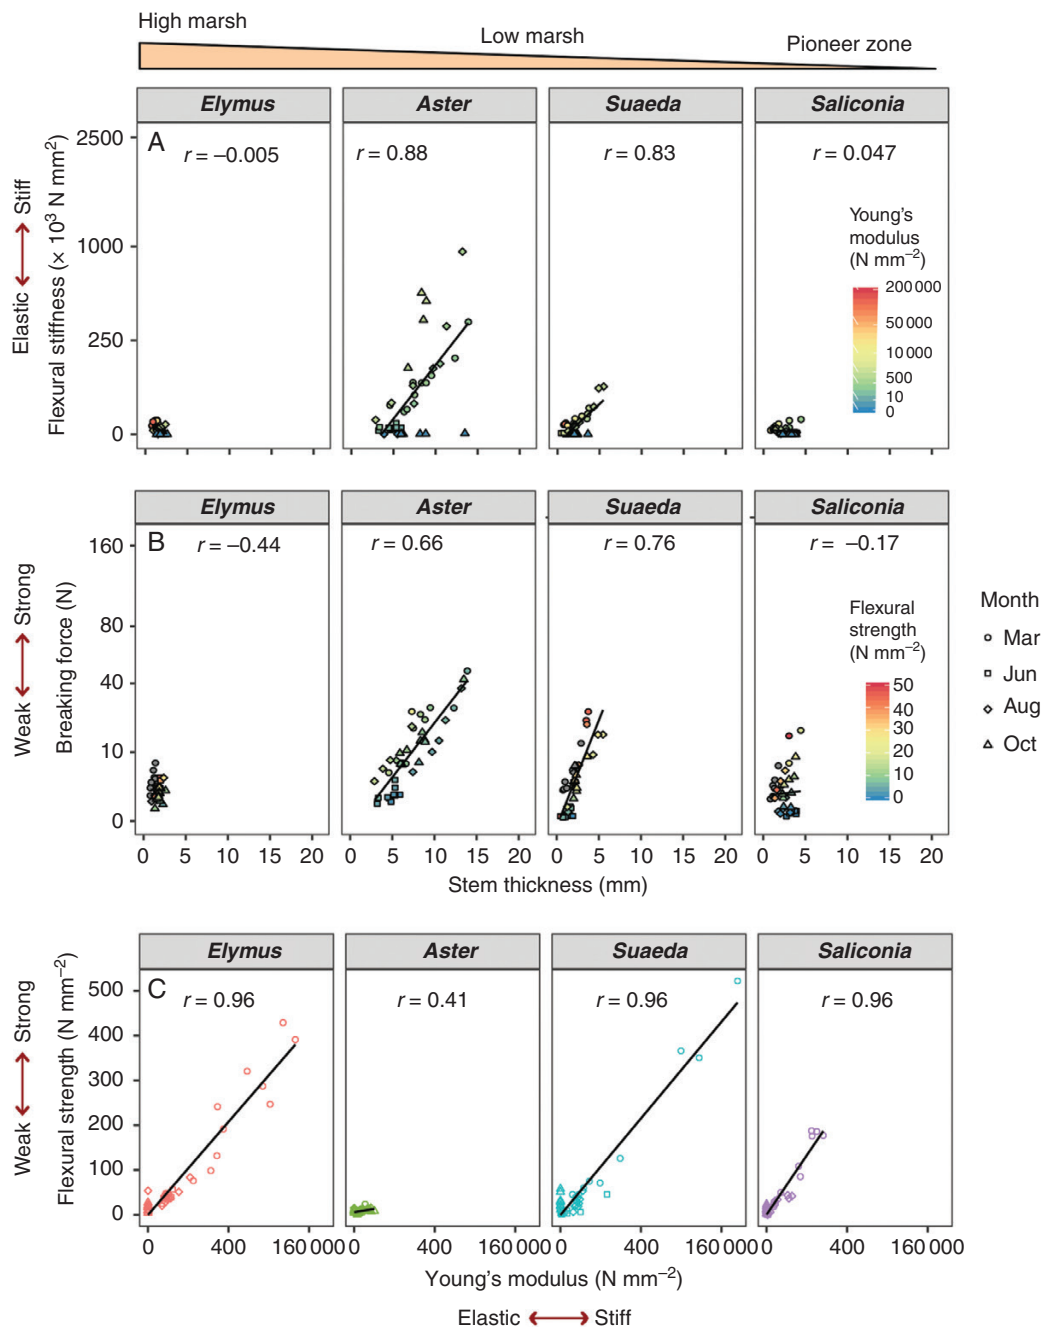 High marsh
Low marsh
Pioneer zone
Elymus
Aster
Suaeda
Saliconia
A
r = –0.005
r = 0.88
r = 0.83
r = 0.047
Elastic ⟷ Stiff
Flexural stiffness (× 10³ N mm²)
2500
1000
250
0
Young's
modulus
(N mm⁻²)
200 000
50 000
10 000
500
10
0
Elymus
Aster
Suaeda
Saliconia
B
r = –0.44
r = 0.66
r = 0.76
r = –0.17
Weak ⟷ Strong
Breaking force (N)
160
80
40
10
0
Flexural
strength
(N mm⁻²)
50
40
30
20
10
0
Month
Mar
Jun
Aug
Oct
0 5 10 15 20 0 5 10 15 20 0 5 10 15 20 0 5 10 15 20
Stem thickness (mm)
Elymus
Aster
Suaeda
Saliconia
C
r = 0.96
r = 0.41
r = 0.96
r = 0.96
Weak ⟷ Strong
Flexural strength (N mm⁻²)
500
400
300
200
100
0
0 400 160 000 0 400 160 000 0 400 160 000 0 400 160 000
Young's modulus (N mm⁻²)
Elastic ⟷ Stiff